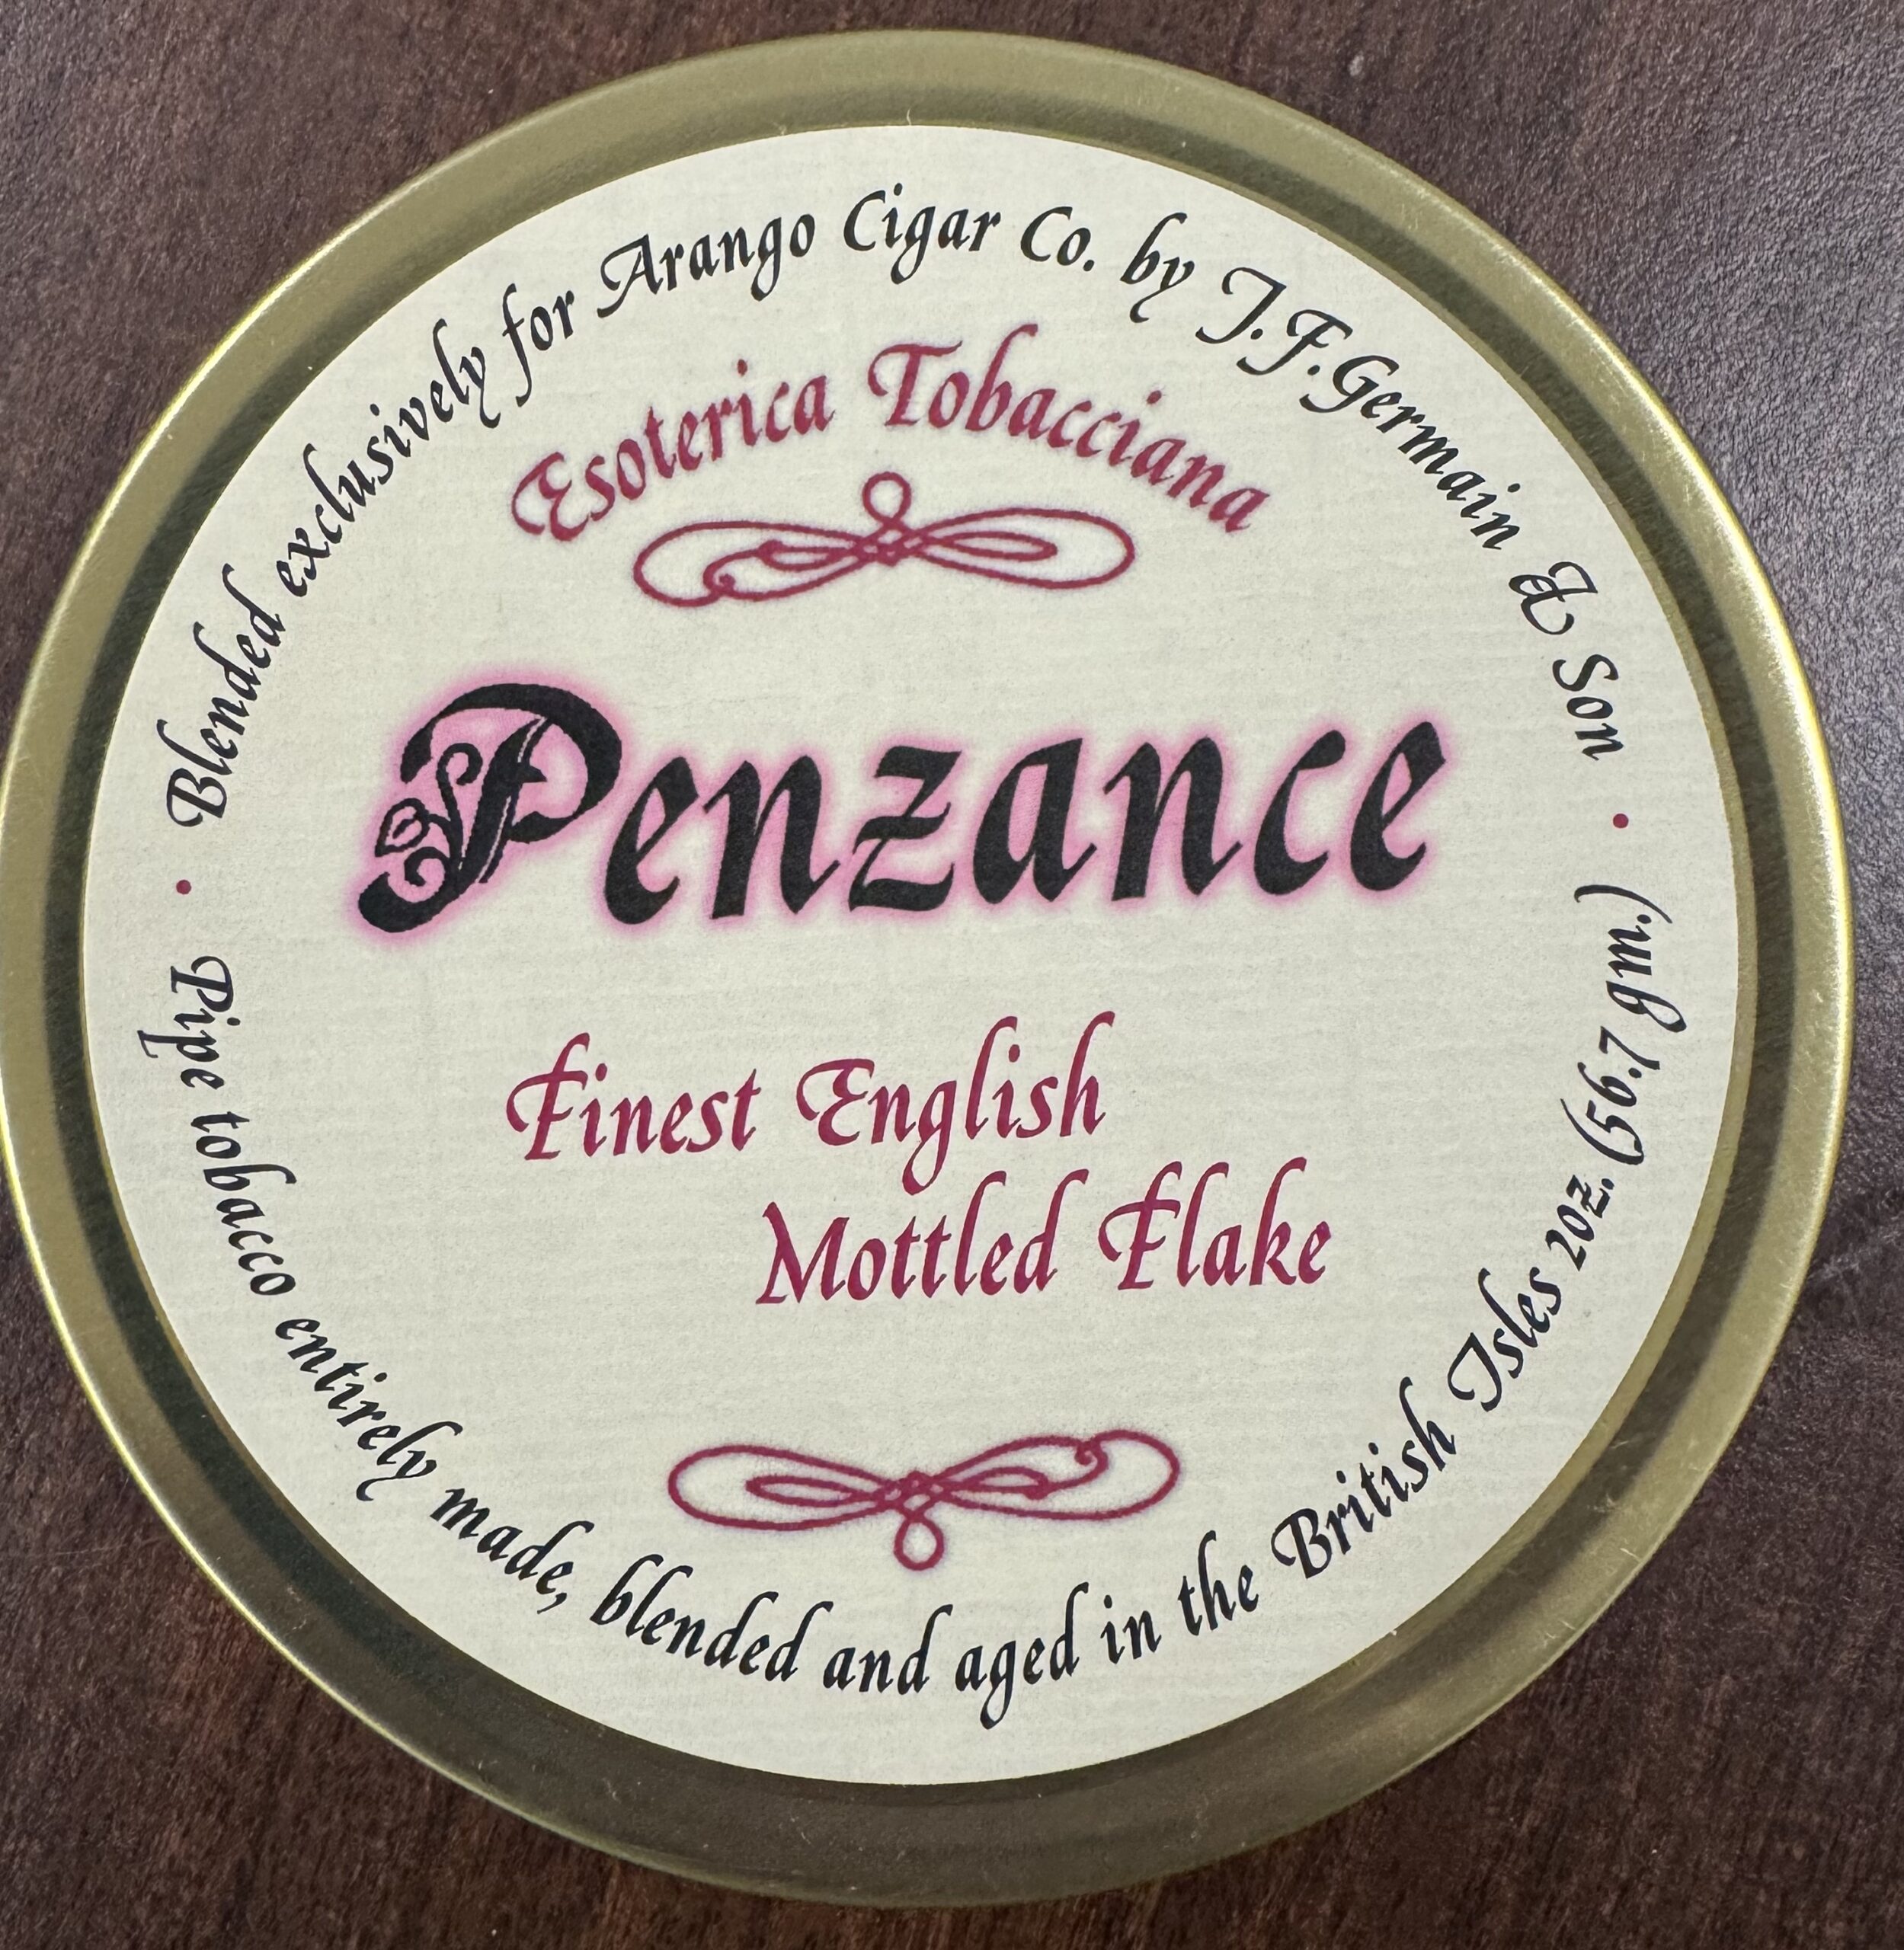 Blended exclusively for Arango Cigar Co. by J.F. Germain & Son
Esoterica Tobacciana
Penzance
Finest English
Mottled Flake
Pipe tobacco entirely made, blended and aged in the British Isles 2oz. (56.7 gm.)